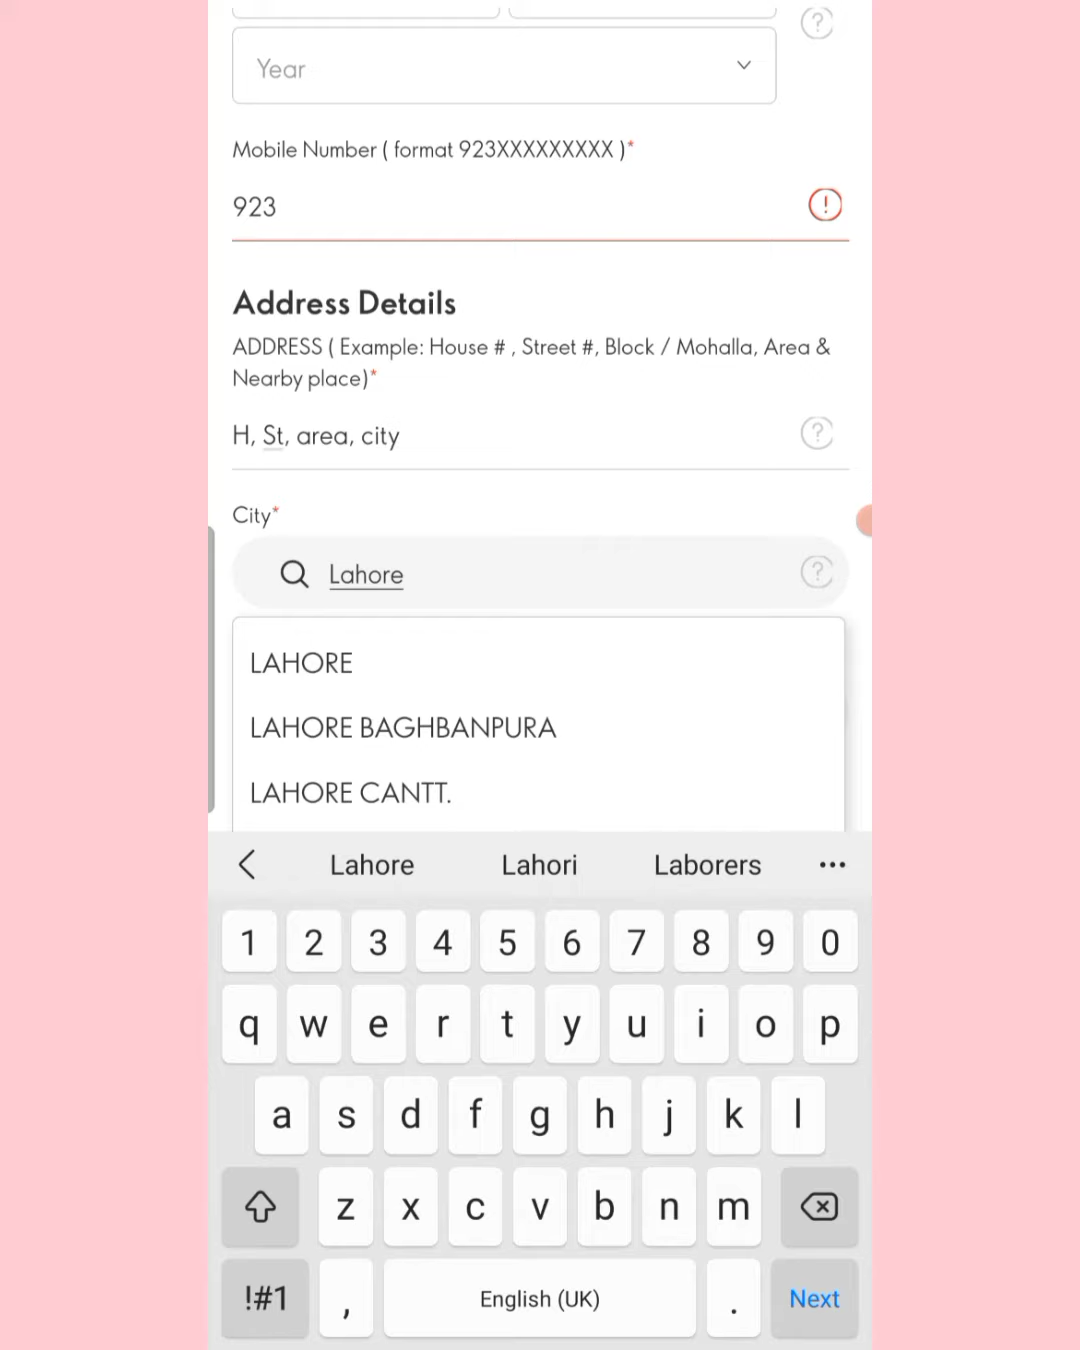 Year
Mobile Number ( format 923XXXXXXXXX )*
923
Address Details
ADDRESS ( Example: House # , Street #, Block / Mohalla, Area &
Nearby place)*
H, St, area, city
City*
Lahore
LAHORE
LAHORE BAGHBANPURA
LAHORE CANTT.
Lahore Lahori Laborers
1 2 3 4 5 6 7 8 9 0
q w e r t y u i o p
a s d f g h j k l
z x c v b n m
!#1 , English (UK) . Next